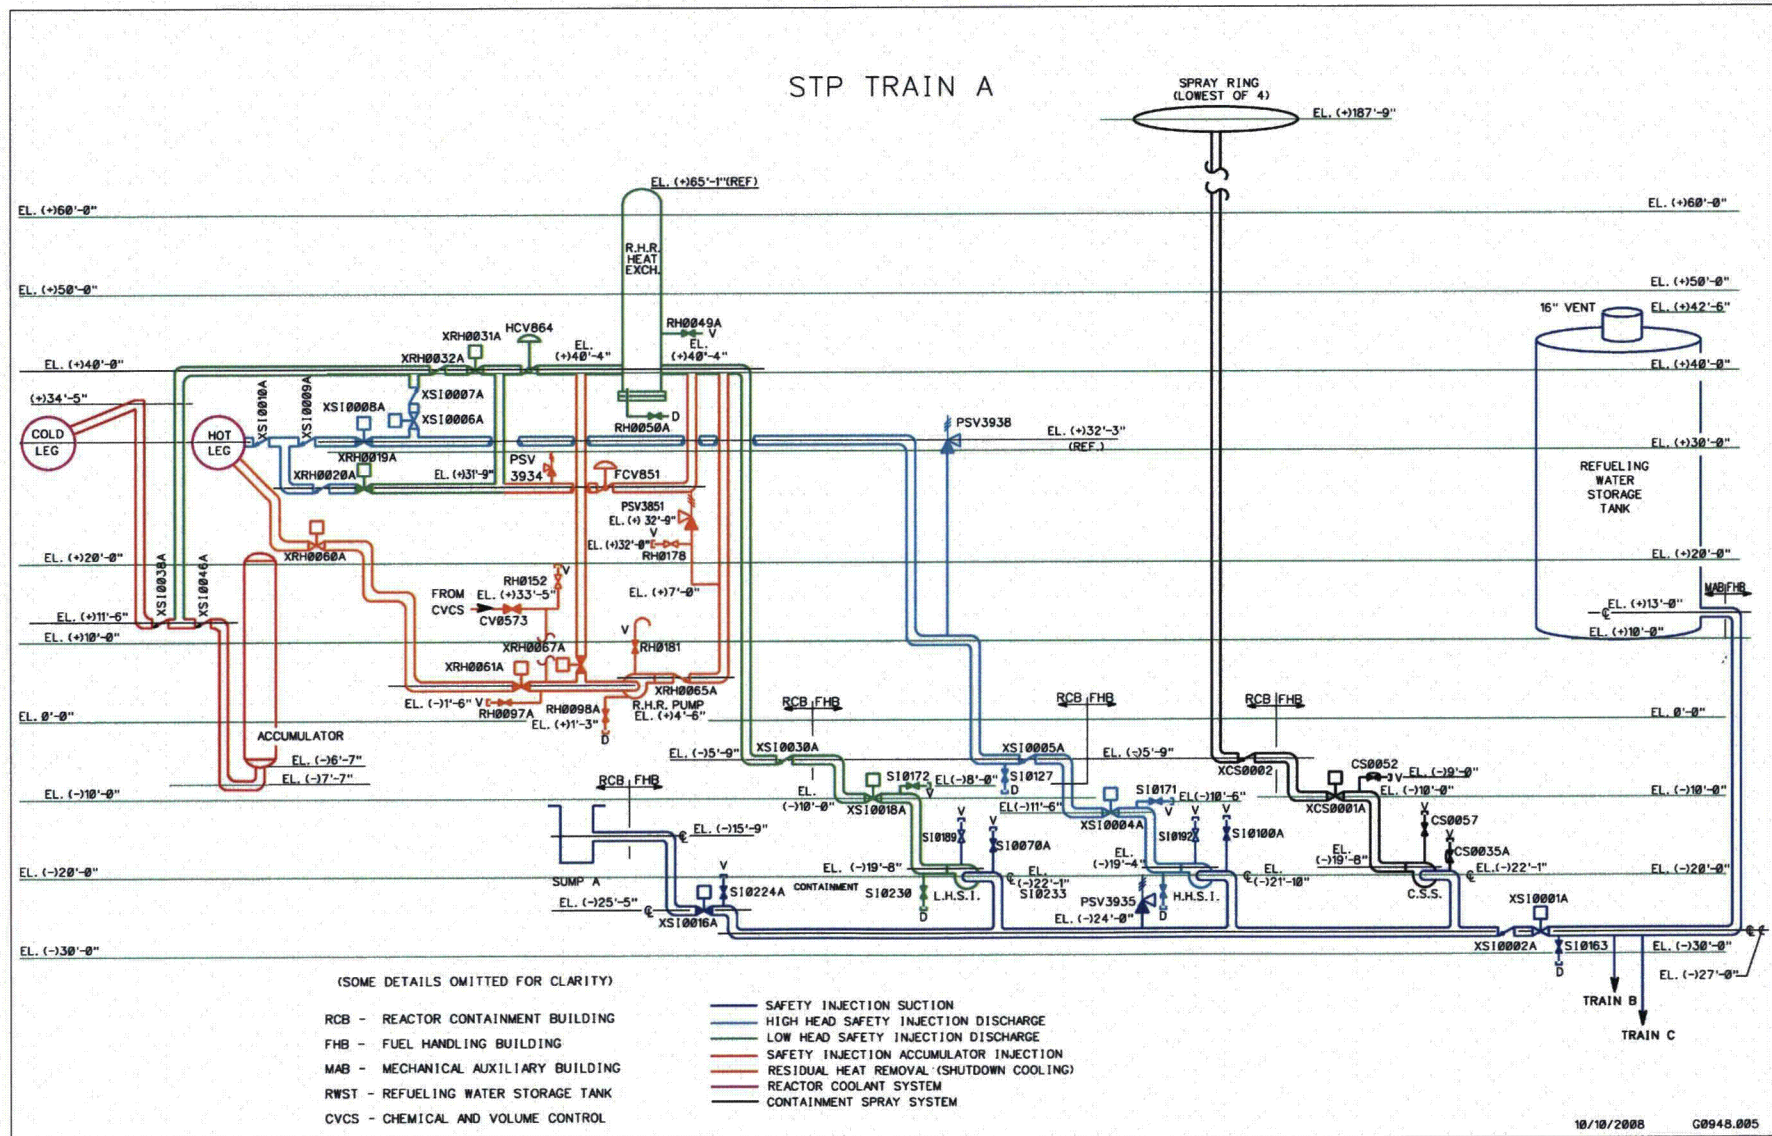 STP TRAIN A
SPRAY RING
(LOWEST OF 4)
EL. (+)187'-9"
EL. (+)65'-1"(REF)
EL. (+)60'-0"
EL. (+)60'-0"
R.H.R.
HEAT
EXCH.
EL. (+)50'-0"
EL. (+)50'-0"
16" VENT
EL. (+)42'-6"
RH0049A
V
HCV864
XRH0031A
XRH0032A
EL.
(+)40'-4"
EL.
(+)40'-4"
EL. (+)40'-0"
EL. (+)40'-0"
(+)34'-5"
XSI0010A
XSI0009A
XSI0008A
XSI0007A
XSI0006A
D
RH0050A
PSV3938
EL. (+)32'-3"
(REF.)
EL. (+)30'-0"
COLD
LEG
HOT
LEG
XRH0019A
XRH0020A
EL. (+)31'-9"
PSV
3934
FCV851
REFUELING
WATER
STORAGE
TANK
PSV3851
EL. (+) 32'-9"
V
EL. (+)32'-0"
RH0178
XRH0060A
EL. (+)20'-0"
EL. (+)20'-0"
XSI0038A
XSI0046A
RH0152
V
EL. (+)33'-5"
FROM
CVCS
CV0573
EL. (+)7'-0"
MAB FHB
EL. (+)13'-0"
EL. (+)10'-0"
EL. (+)11'-6"
EL. (+)10'-0"
XRH0067A
V
RH0181
XRH0061A
XRH0065A
EL. (-)1'-6"
V
RH0097A
RH0098A
EL. (+)1'-3"
D
R.H.R. PUMP
EL. (+)4'-6"
EL. 0'-0"
EL. 0'-0"
ACCUMULATOR
EL. (-)6'-7"
EL. (-)7'-7"
RCB FHB
RCB FHB
RCB FHB
RCB FHB
EL. (-)5'-9"
XSI0030A
XSI0005A
EL. (-)5'-9"
XCS0002
CS0052
V
EL. (-)9'-0"
EL. (-)10'-0"
SI0172
EL. (-)8'-0"
V
SI0127
D
SI0171
EL. (-)10'-6"
V
EL. (-)10'-0"
EL. (-)10'-0"
EL.
(-)10'-0"
XSI0018A
EL. (-)11'-6"
XSI0004A
XCS0001A
V
CS0057
V
CS0035A
EL. (-)15'-9"
V
SI0189
V
SI0070A
V
SI0192
V
SI0100A
EL.
(-)19'-8"
EL. (-)22'-1"
EL. (-)19'-8"
EL.
(-)19'-4"
EL. (-)20'-0"
EL. (-)20'-0"
SUMP A
V
SI0224A
CONTAINMENT
SI0230
D
L.H.S.I.
EL.
(-)22'-1"
SI0233
D
H.H.S.I.
EL.
(-)21'-10"
C.S.S.
PSV3935
EL. (-)24'-0"
EL. (-)25'-5"
XSI0016A
XSI0001A
XSI0002A
SI0163
D
EL. (-)30'-0"
EL. (-)30'-0"
EL. (-)27'-0"
TRAIN B
TRAIN C
(SOME DETAILS OMITTED FOR CLARITY)
RCB - REACTOR CONTAINMENT BUILDING
FHB - FUEL HANDLING BUILDING
MAB - MECHANICAL AUXILIARY BUILDING
RWST - REFUELING WATER STORAGE TANK
CVCS - CHEMICAL AND VOLUME CONTROL
SAFETY INJECTION SUCTION
HIGH HEAD SAFETY INJECTION DISCHARGE
LOW HEAD SAFETY INJECTION DISCHARGE
SAFETY INJECTION ACCUMULATOR INJECTION
RESIDUAL HEAT REMOVAL (SHUTDOWN COOLING)
REACTOR COOLANT SYSTEM
CONTAINMENT SPRAY SYSTEM
10/10/2008 G0948.005